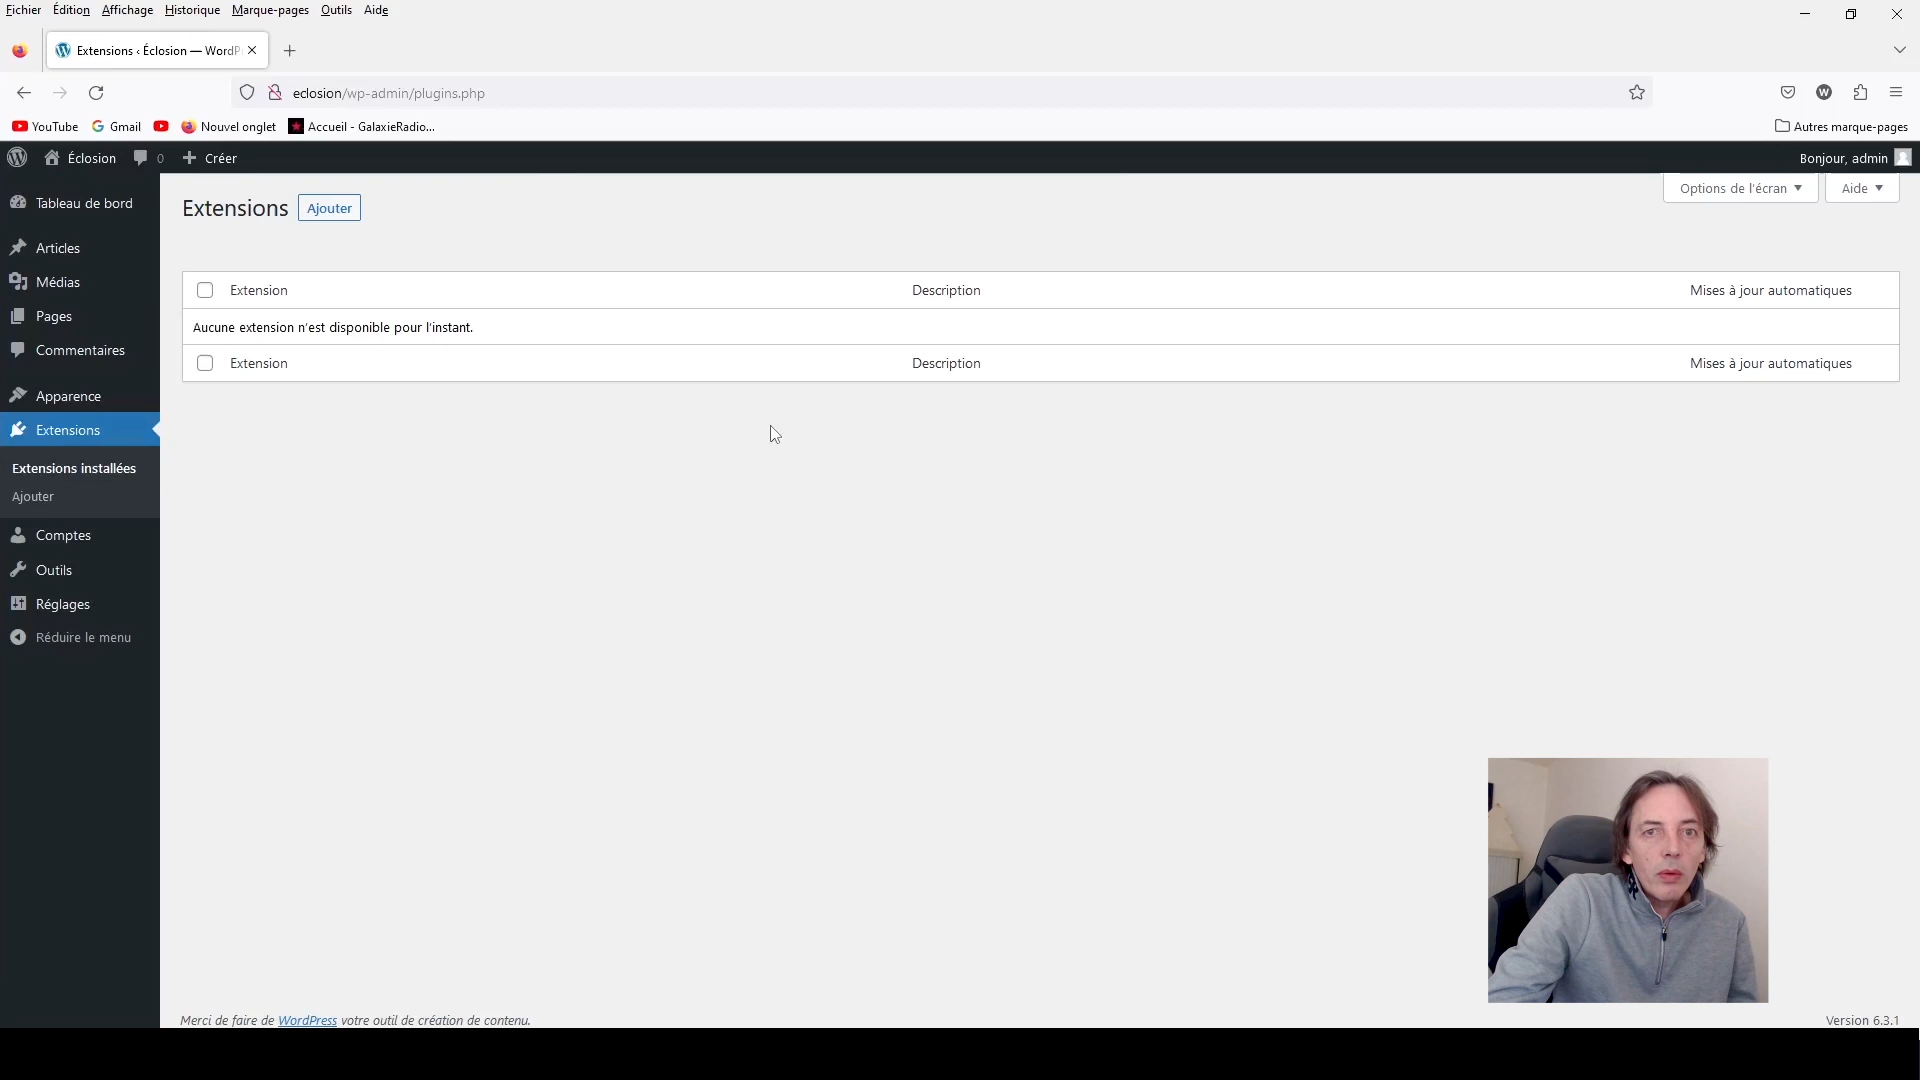 Fichier Édition Affichage Historique Marque-pages Outils Aide
Extensions ‹ Éclosion — WordP
eclosion/wp-admin/plugins.php
YouTube Gmail Nouvel onglet Accueil - GalaxieRadio... Autres marque-pages
Éclosion 0 Créer Bonjour, admin
Tableau de bord
Articles
Médias
Pages
Commentaires
Apparence
Extensions
Extensions installées
Ajouter
Comptes
Outils
Réglages
Réduire le menu
Options de l'écran Aide
Extensions Ajouter
Extension Description Mises à jour automatiques
Aucune extension n’est disponible pour l’instant.
Extension Description Mises à jour automatiques
Merci de faire de WordPress votre outil de création de contenu.
Version 6.3.1